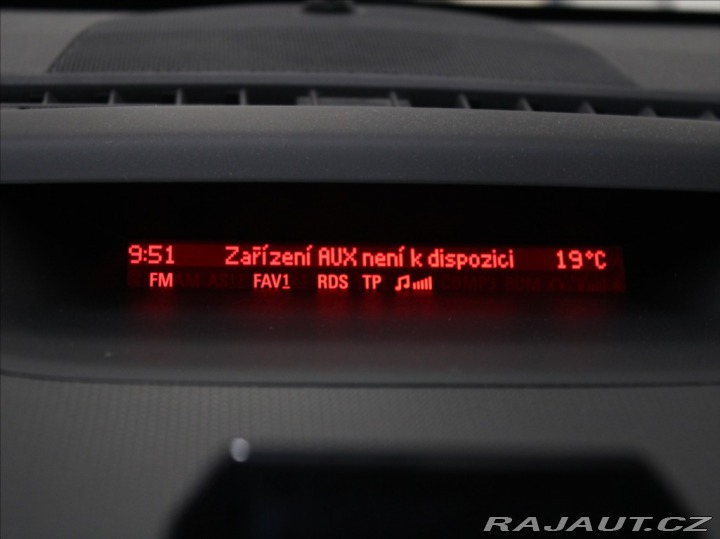 9:51 Zařízení AUX není k dispozici 19°C
FM FAV1 RDS TP
RAJAUT.CZ